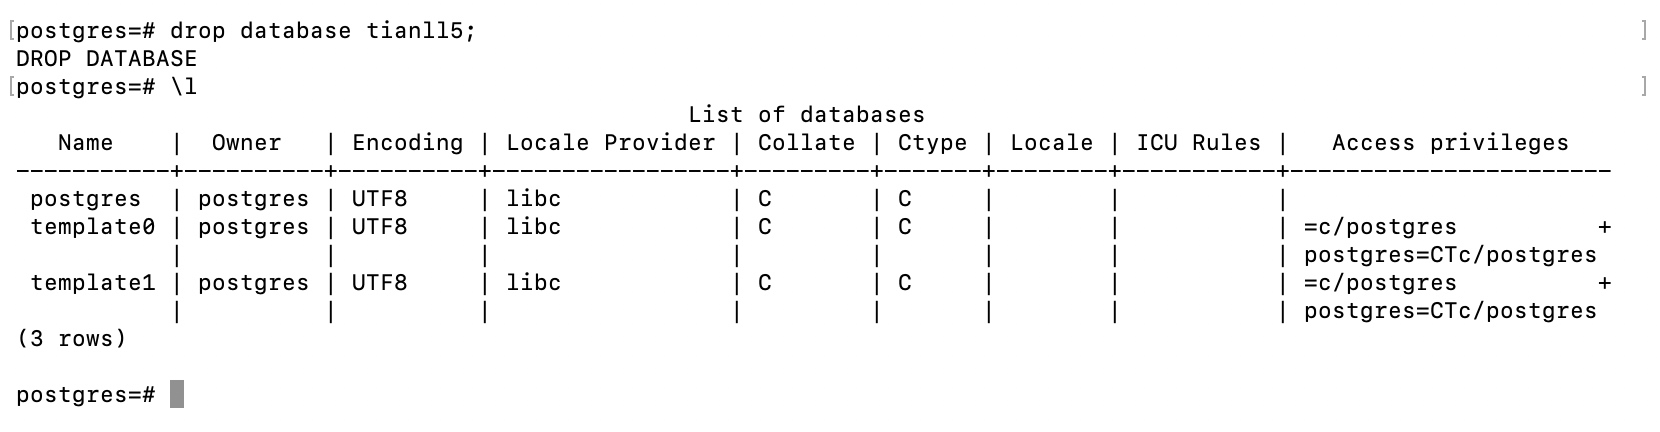 [postgres=# drop database tianll5; ]
DROP DATABASE
[postgres=# \l ]
                                                List of databases
   Name    |  Owner   | Encoding | Locale Provider | Collate | Ctype | Locale | ICU Rules |   Access privileges
-----------+----------+----------+-----------------+---------+-------+--------+-----------+-----------------------
 postgres  | postgres | UTF8     | libc            | C       | C     |        |           |
 template0 | postgres | UTF8     | libc            | C       | C     |        |           | =c/postgres          +
           |          |          |                 |         |       |        |           | postgres=CTc/postgres
 template1 | postgres | UTF8     | libc            | C       | C     |        |           | =c/postgres          +
           |          |          |                 |         |       |        |           | postgres=CTc/postgres
(3 rows)
postgres=#